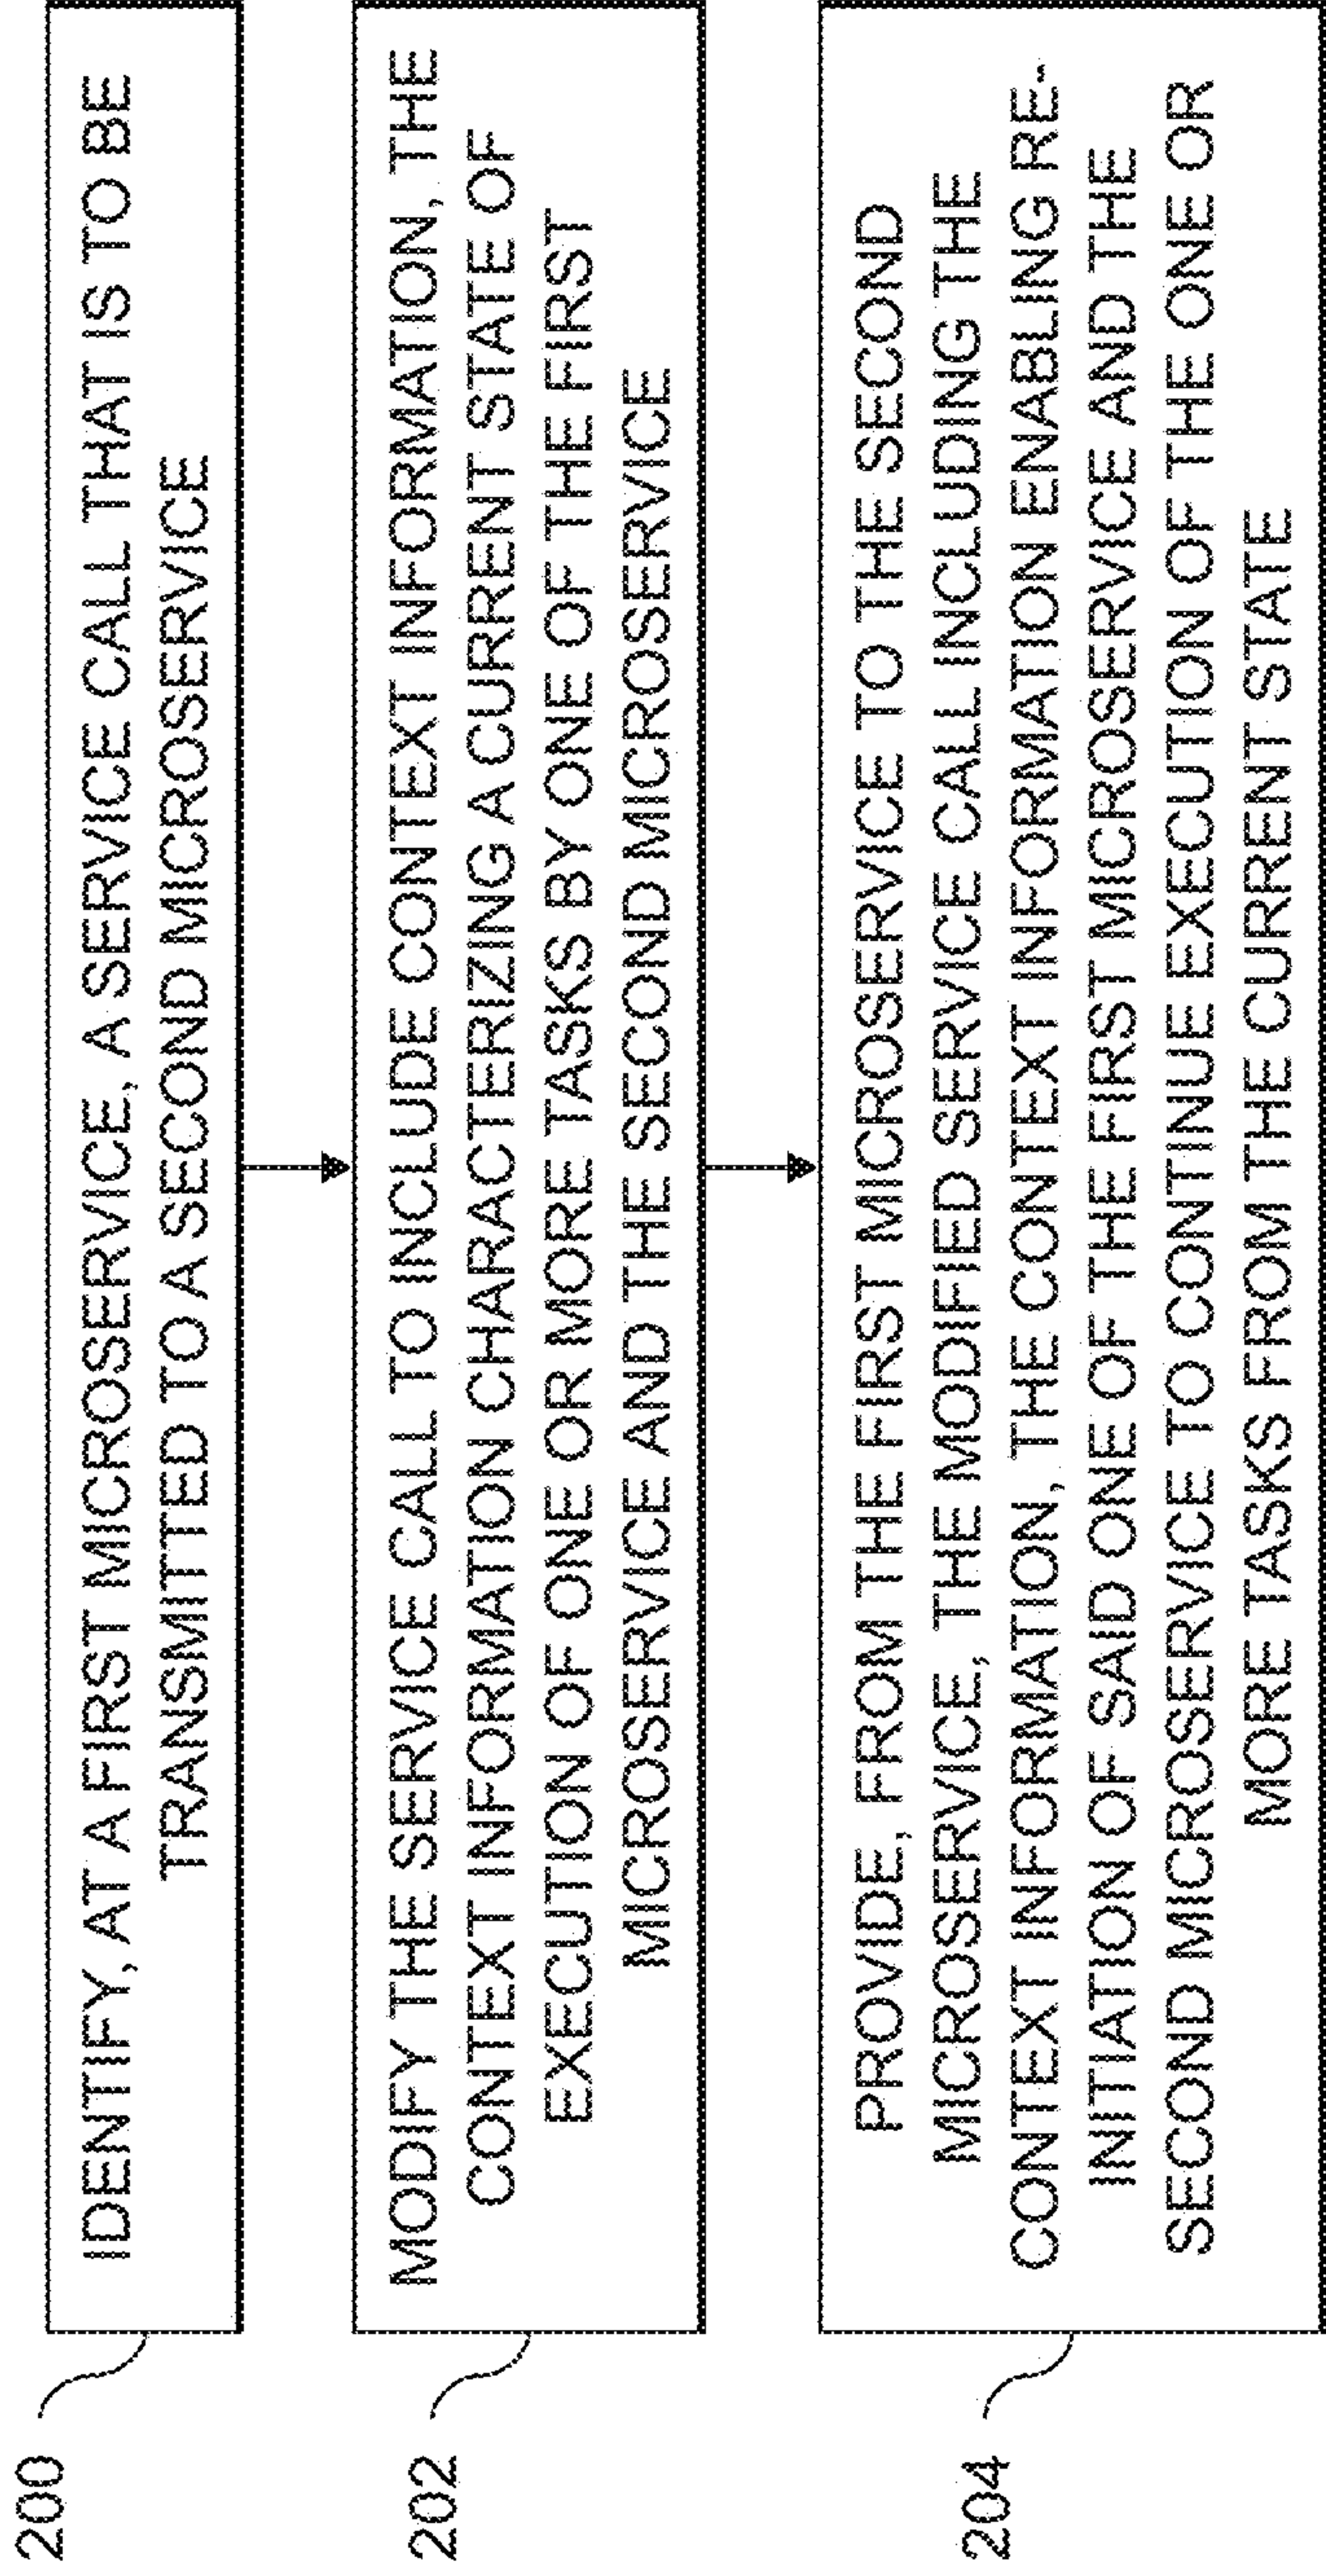 200
IDENTIFY, AT A FIRST MICROSERVICE, A SERVICE CALL THAT IS TO BE
TRANSMITTED TO A SECOND MICROSERVICE
202
MODIFY THE SERVICE CALL TO INCLUDE CONTEXT INFORMATION, THE
CONTEXT INFORMATION CHARACTERIZING A CURRENT STATE OF
EXECUTION OF ONE OR MORE TASKS BY ONE OF THE FIRST
MICROSERVICE AND THE SECOND MICROSERVICE
204
PROVIDE, FROM THE FIRST MICROSERVICE TO THE SECOND
MICROSERVICE, THE MODIFIED SERVICE CALL INCLUDING THE
CONTEXT INFORMATION, THE CONTEXT INFORMATION ENABLING RE-
INITIATION OF SAID ONE OF THE FIRST MICROSERVICE AND THE
SECOND MICROSERVICE TO CONTINUE EXECUTION OF THE ONE OR
MORE TASKS FROM THE CURRENT STATE